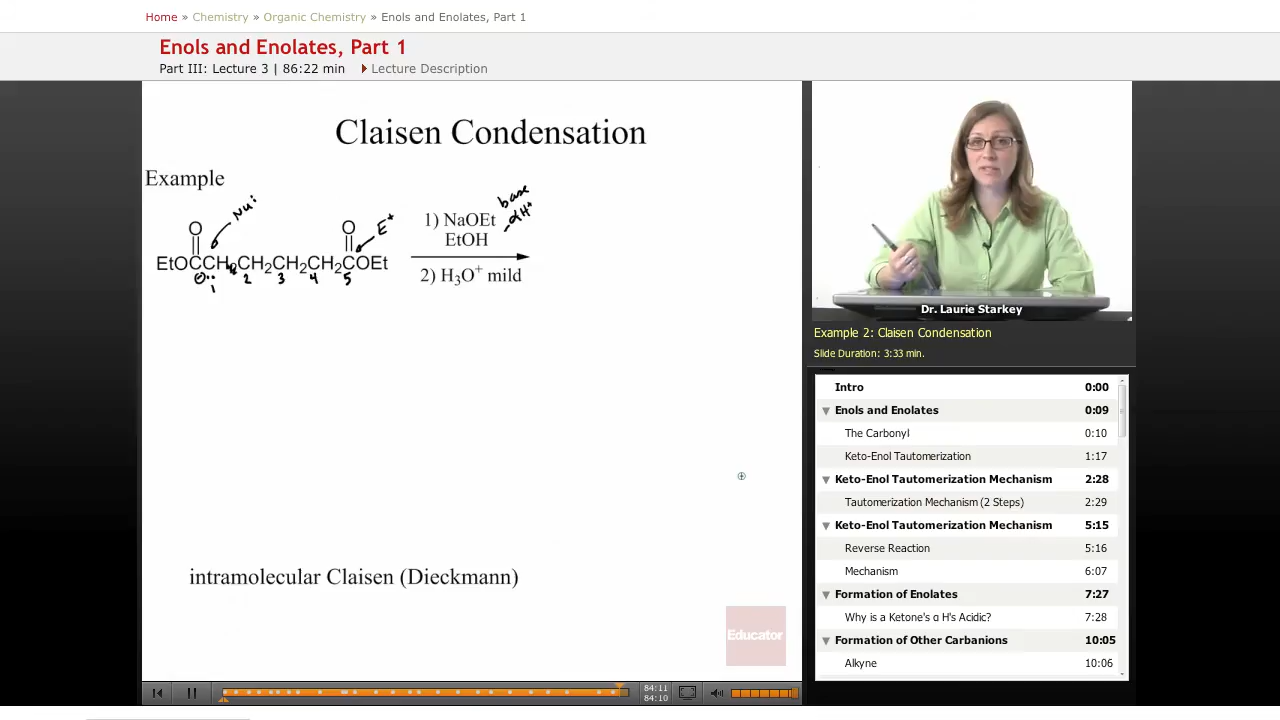 Home » Chemistry » Organic Chemistry » Enols and Enolates, Part 1
Enols and Enolates, Part 1
Part III: Lecture 3 | 86:22 min Lecture Description
Claisen Condensation
Example
Nu:
O
O
E+
EtOCCH2CH2CH2CH2COEt
1 2 3 4 5
base
-αH+
1) NaOEt
EtOH
2) H3O+ mild
intramolecular Claisen (Dieckmann)
Educator
Dr. Laurie Starkey
Example 2: Claisen Condensation
Slide Duration: 3:33 min.
Intro 0:00
Enols and Enolates 0:09
The Carbonyl 0:10
Keto-Enol Tautomerization 1:17
Keto-Enol Tautomerization Mechanism 2:28
Tautomerization Mechanism (2 Steps) 2:29
Keto-Enol Tautomerization Mechanism 5:15
Reverse Reaction 5:16
Mechanism 6:07
Formation of Enolates 7:27
Why is a Ketone's α H's Acidic? 7:28
Formation of Other Carbanions 10:05
Alkyne 10:06
84:11
84:10